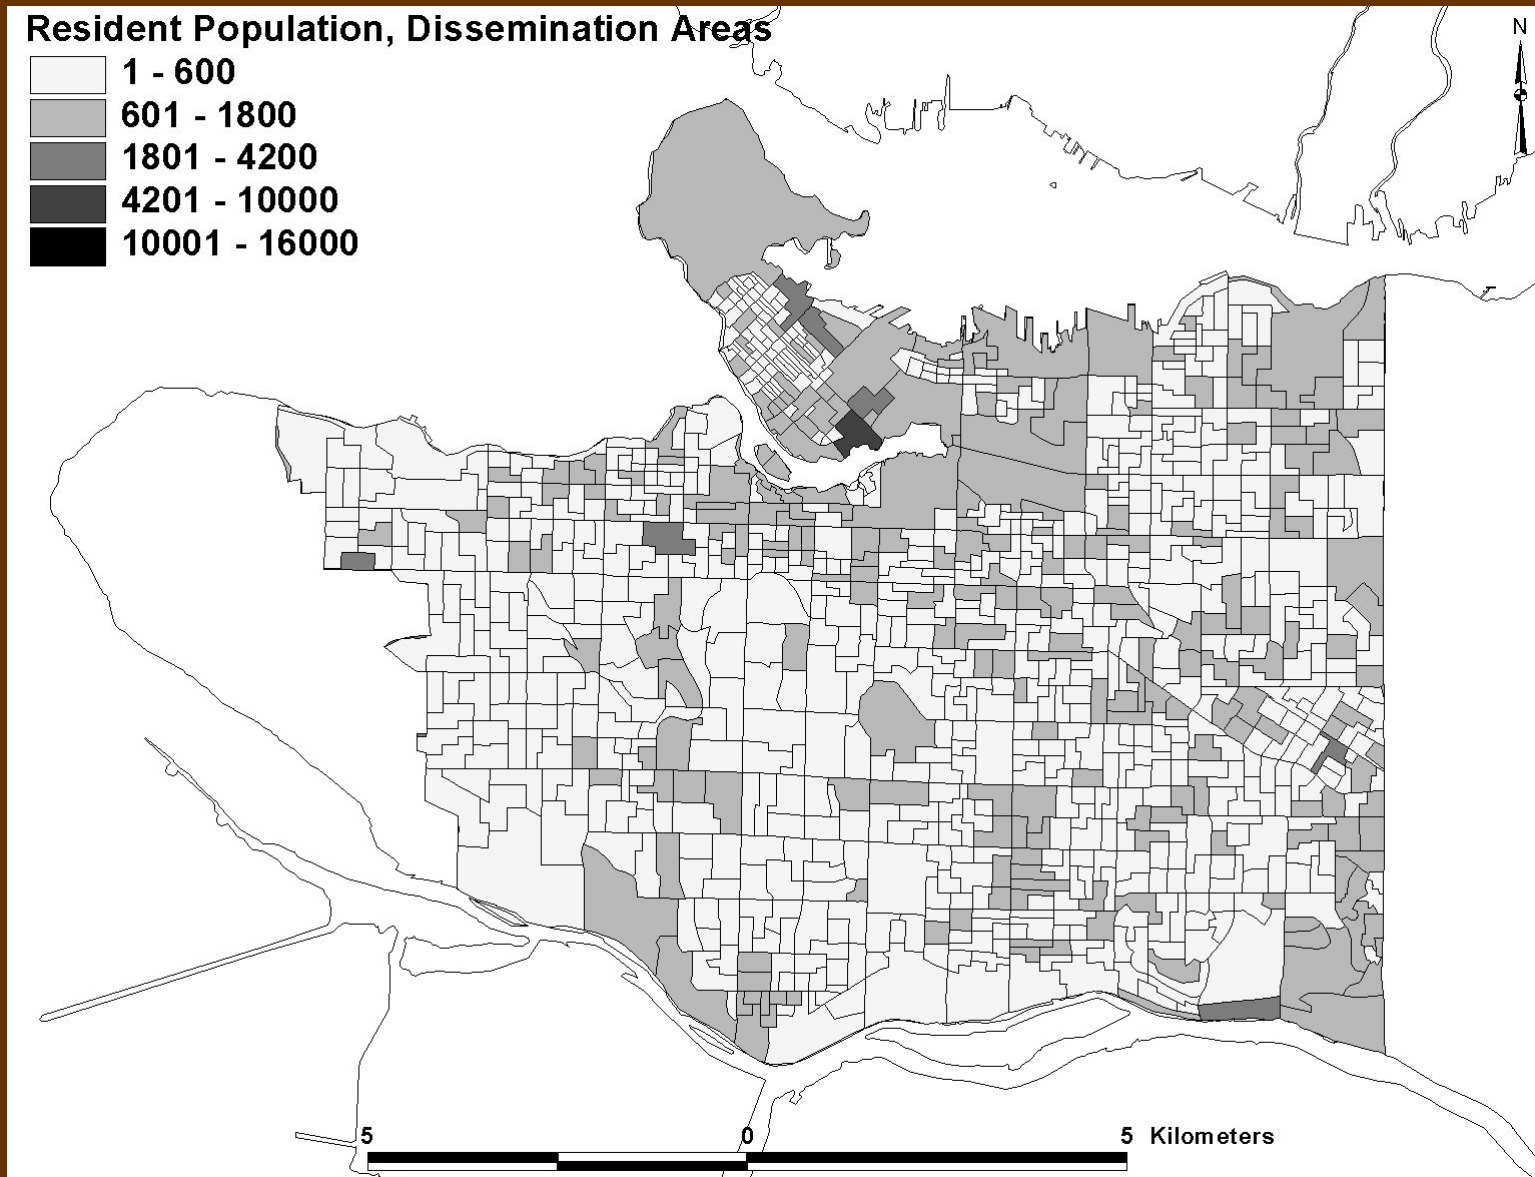 Resident Population, Dissemination Areas
1 - 600
601 - 1800
1801 - 4200
4201 - 10000
10001 - 16000
N
5 0 5 Kilometers